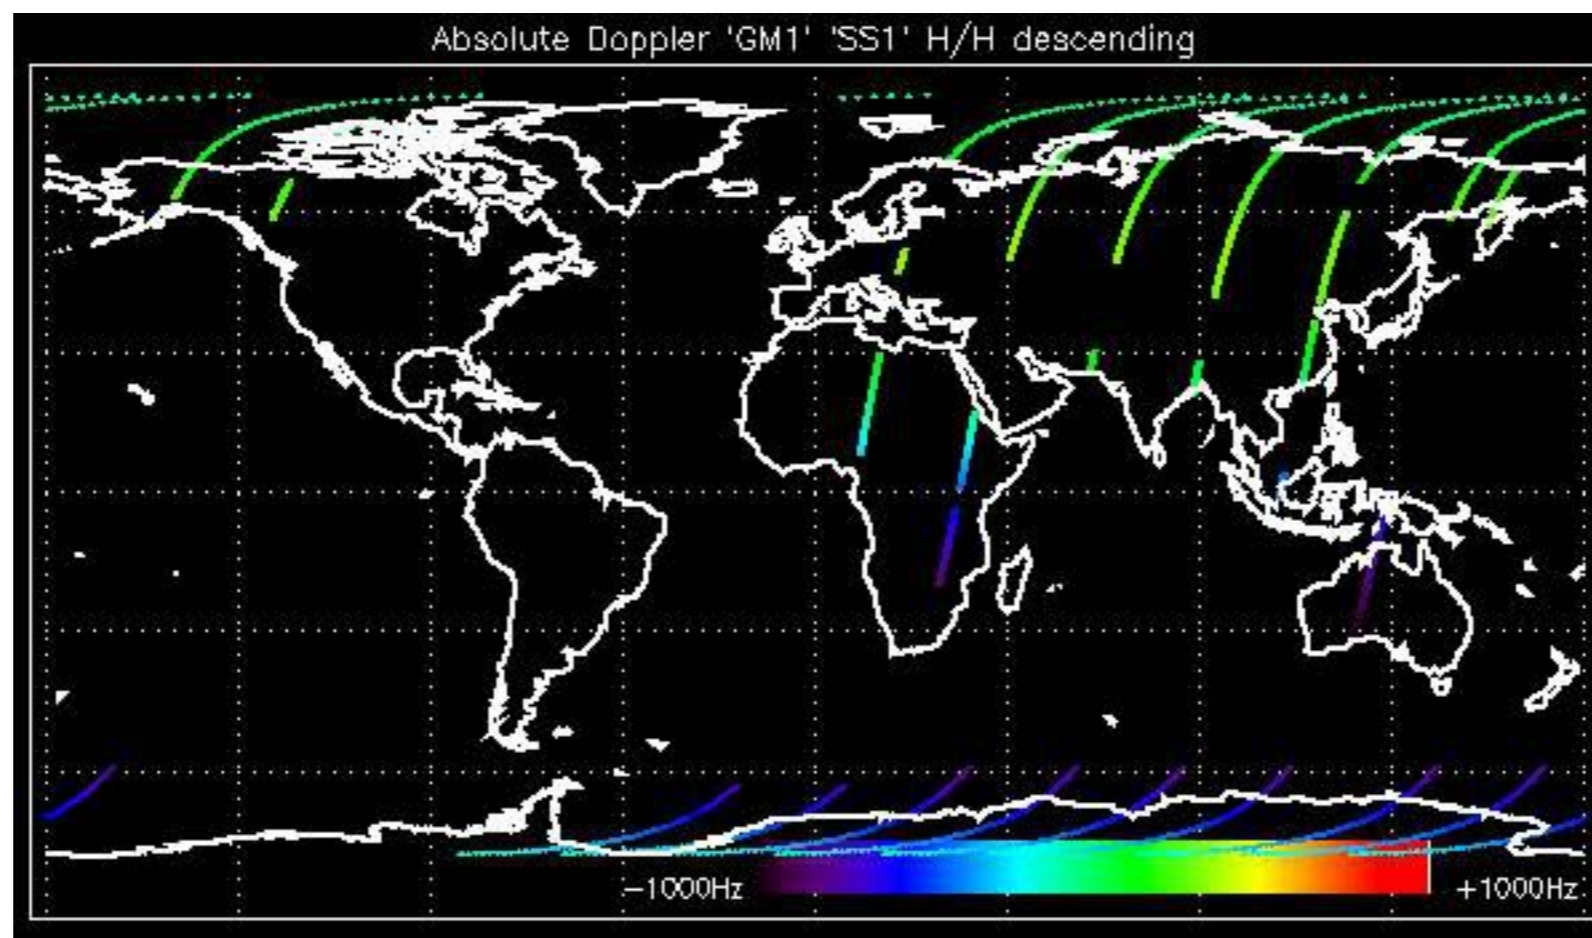 Absolute Doppler 'GM1' 'SS1' H/H descending
-1000Hz +1000Hz